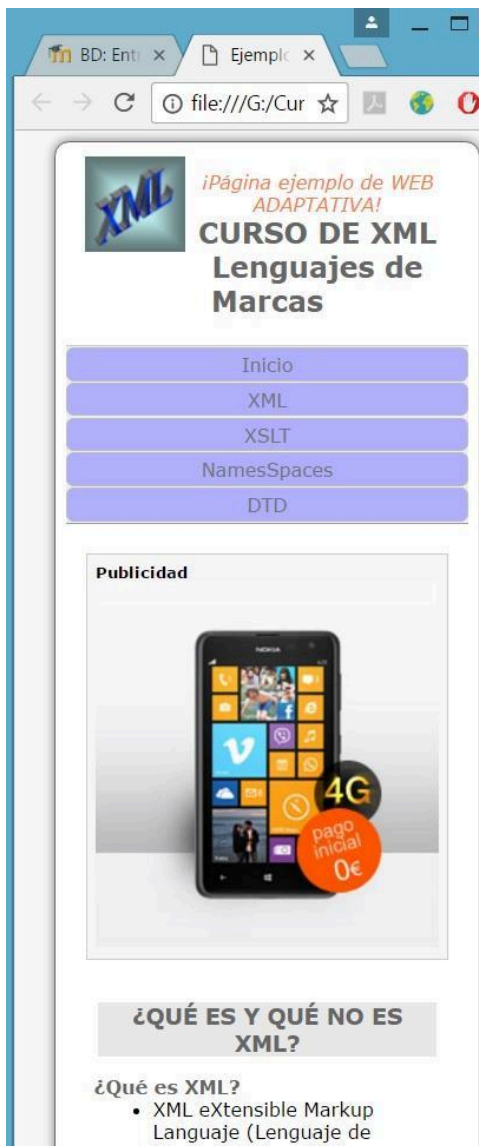 BD: Entr
Ejemplo
file:///G:/Cur
XML
¡Página ejemplo de WEB
ADAPTATIVA!
CURSO DE XML
Lenguajes de
Marcas
Inicio
XML
XSLT
NamesSpaces
DTD
Publicidad
NOKIA
4G
pago
inicial
0€
¿QUÉ ES Y QUÉ NO ES
XML?
¿Qué es XML?
• XML eXtensible Markup
Languaje (Lenguaje de